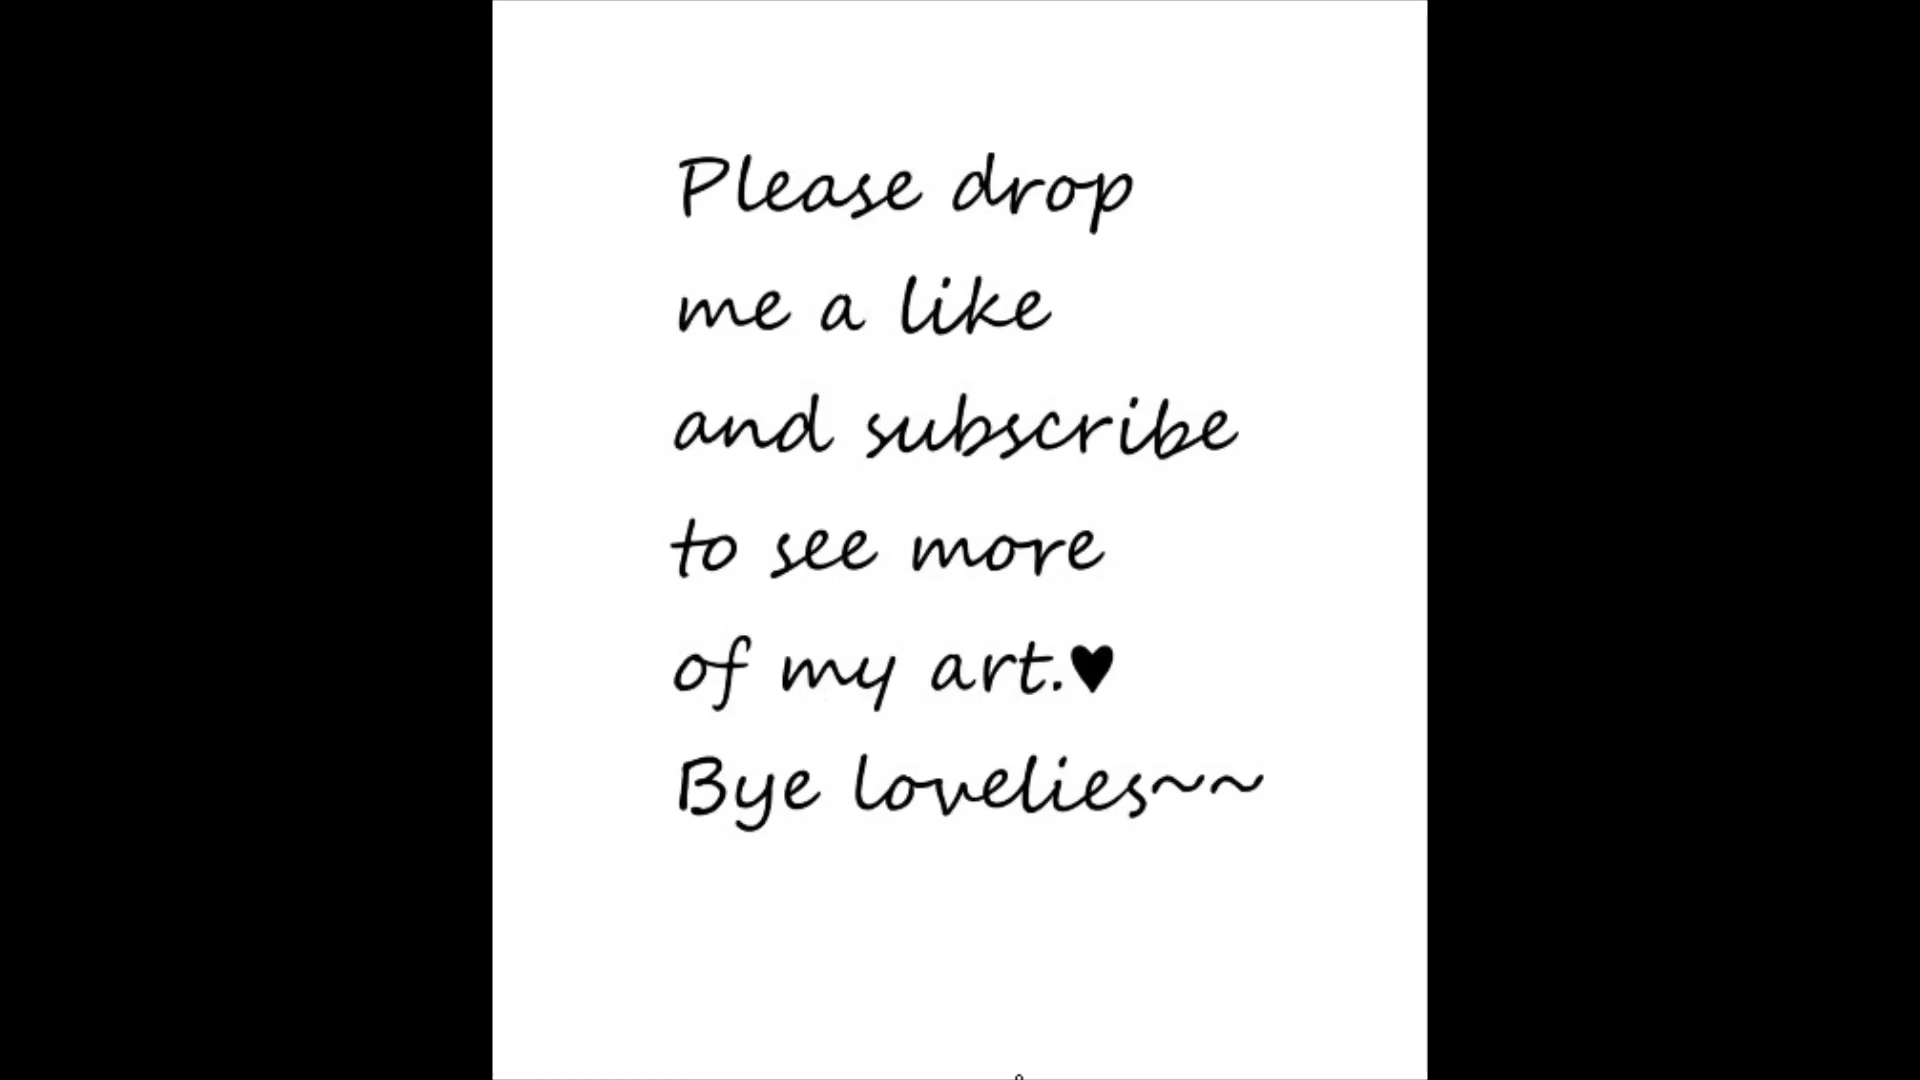 Please drop
me a like
and subscribe
to see more
of my art.♥
Bye lovelies~~